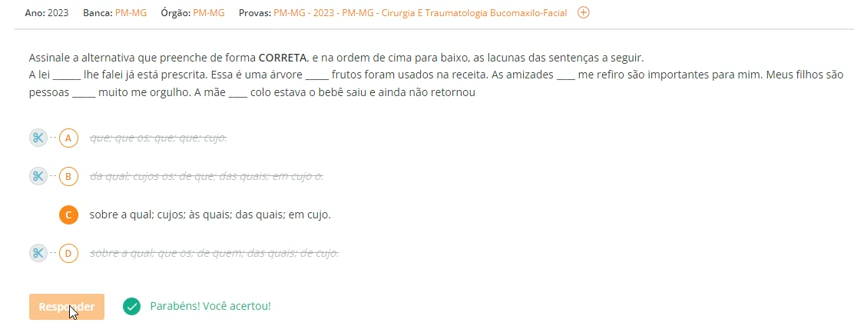 Ano: 2023 Banca: PM-MG Órgão: PM-MG Provas: PM-MG - 2023 - PM-MG - Cirurgia E Traumatologia Bucomaxilo-Facial
Assinale a alternativa que preenche de forma CORRETA, e na ordem de cima para baixo, as lacunas das sentenças a seguir.
A lei ______ lhe falei já está prescrita. Essa é uma árvore _____ frutos foram usados na receita. As amizades ____ me refiro são importantes para mim. Meus filhos são
pessoas _____ muito me orgulho. A mãe ____ colo estava o bebê saiu e ainda não retornou
A que; que os; que; que; cujo.
B da qual; cujos os; de que; das quais; em cujo o.
C sobre a qual; cujos; às quais; das quais; em cujo.
D sobre a qual; que os; de quem; das quais; de cujo.
Responder Parabéns! Você acertou!